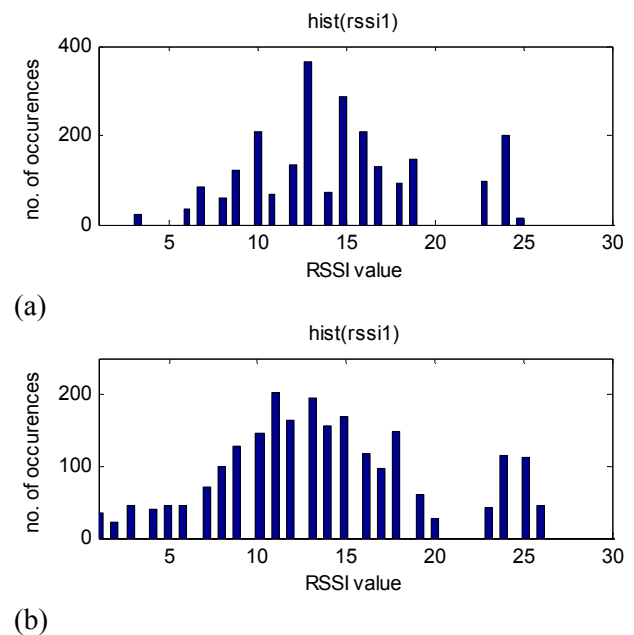 hist(rssi1)
400
200
0
no. of occurences
5 10 15 20 25 30
RSSI value
(a)
hist(rssi1)
200
100
0
no. of occurences
5 10 15 20 25 30
RSSI value
(b)